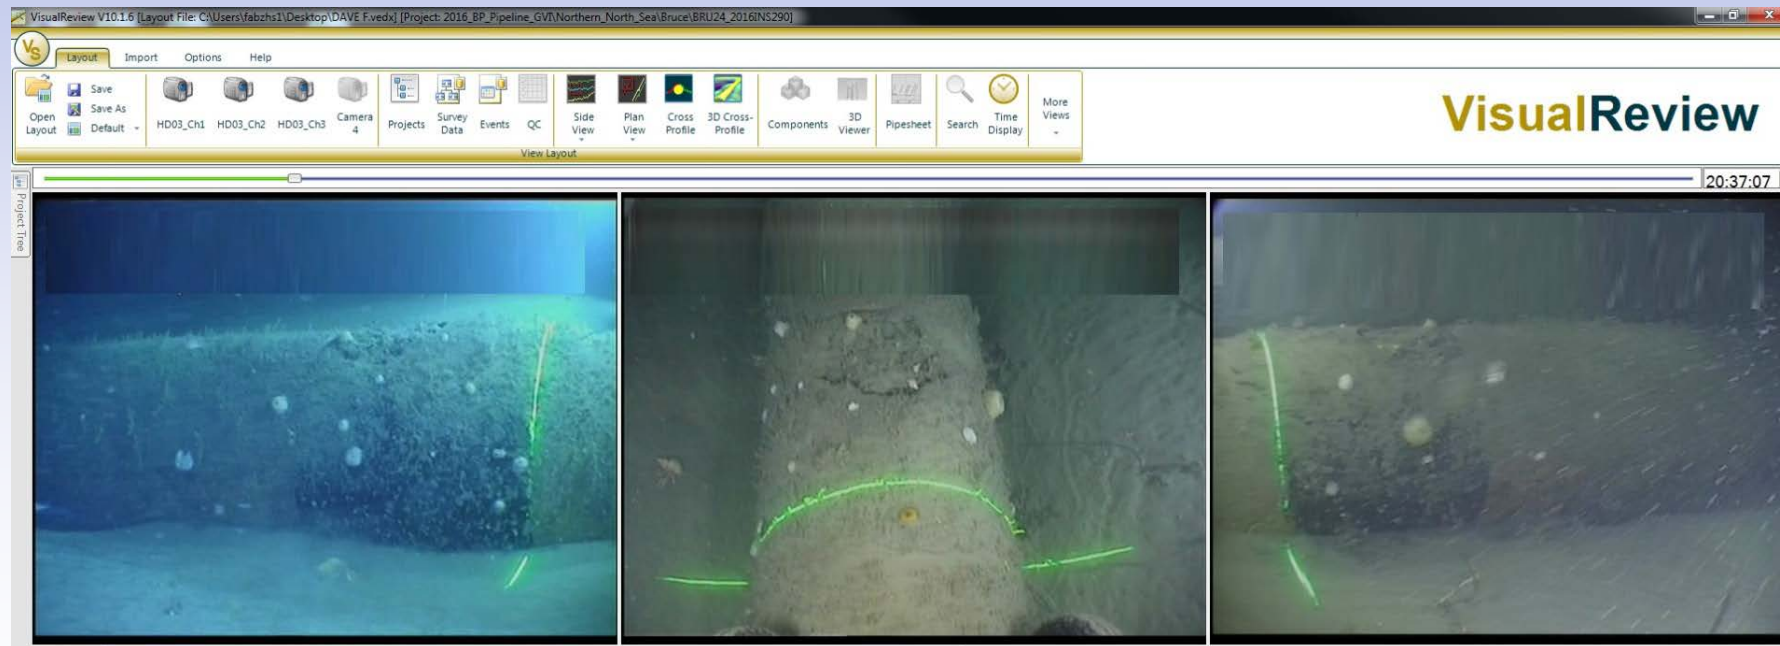 VisualReview V10.1.6 [Layout File: C:\Users\fabzhs1\Desktop\DAVE F.vedx] [Project: 2016_BP_Pipeline_GVI\Northern_North_Sea\Bruce\BRU24_2016INS290]
VS
Layout Import Options Help
Open Layout
Save
Save As
Default
HD03_Ch1
HD03_Ch2
HD03_Ch3
Camera 4
Projects
Survey Data
Events
QC
Side View
Plan View
Cross Profile
3D Cross-Profile
Components
3D Viewer
Pipesheet
Search
Time Display
More Views
View Layout
VisualReview
20:37:07
Project Tree